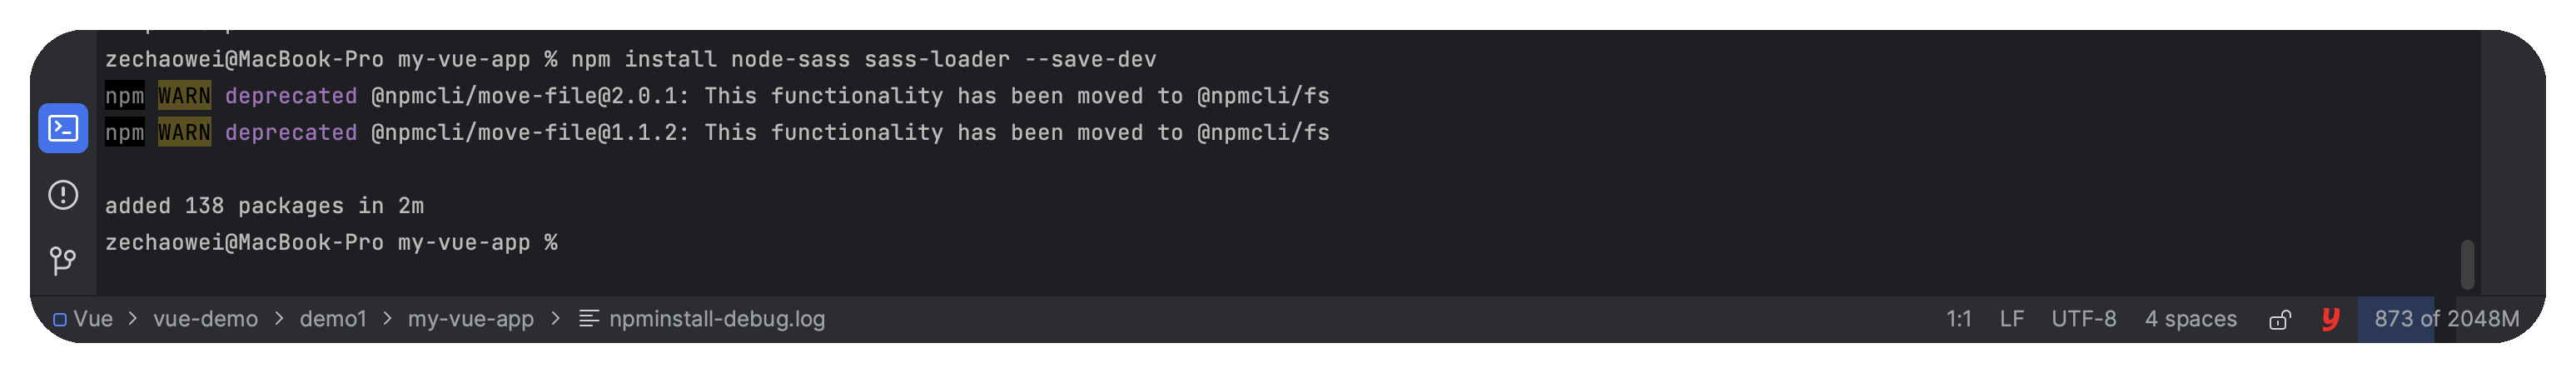 zechaowei@MacBook-Pro my-vue-app % npm install node-sass sass-loader --save-dev
npm WARN deprecated @npmcli/move-file@2.0.1: This functionality has been moved to @npmcli/fs
npm WARN deprecated @npmcli/move-file@1.1.2: This functionality has been moved to @npmcli/fs
added 138 packages in 2m
zechaowei@MacBook-Pro my-vue-app %
Vue > vue-demo > demo1 > my-vue-app > npminstall-debug.log 1:1 LF UTF-8 4 spaces y 873 of 2048M